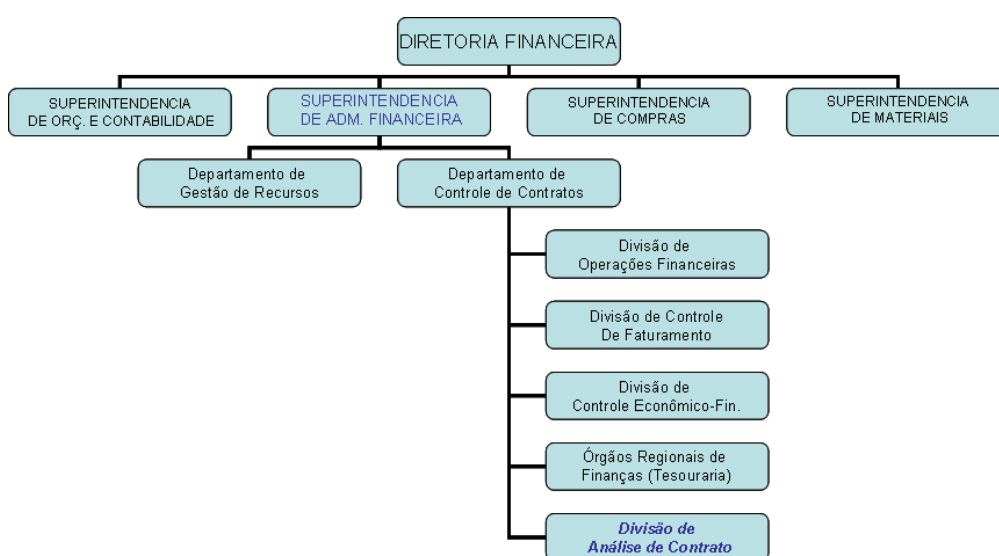 DIRETORIA FINANCEIRA
SUPERINTENDENCIA
DE ORÇ. E CONTABILIDADE
SUPERINTENDENCIA
DE ADM. FINANCEIRA
SUPERINTENDENCIA
DE COMPRAS
SUPERINTENDENCIA
DE MATERIAIS
Departamento de
Gestão de Recursos
Departamento de
Controle de Contratos
Divisão de
Operações Financeiras
Divisão de Controle
De Faturamento
Divisão de
Controle Econômico-Fin.
Órgãos Regionais de
Finanças (Tesouraria)
Divisão de
Análise de Contrato